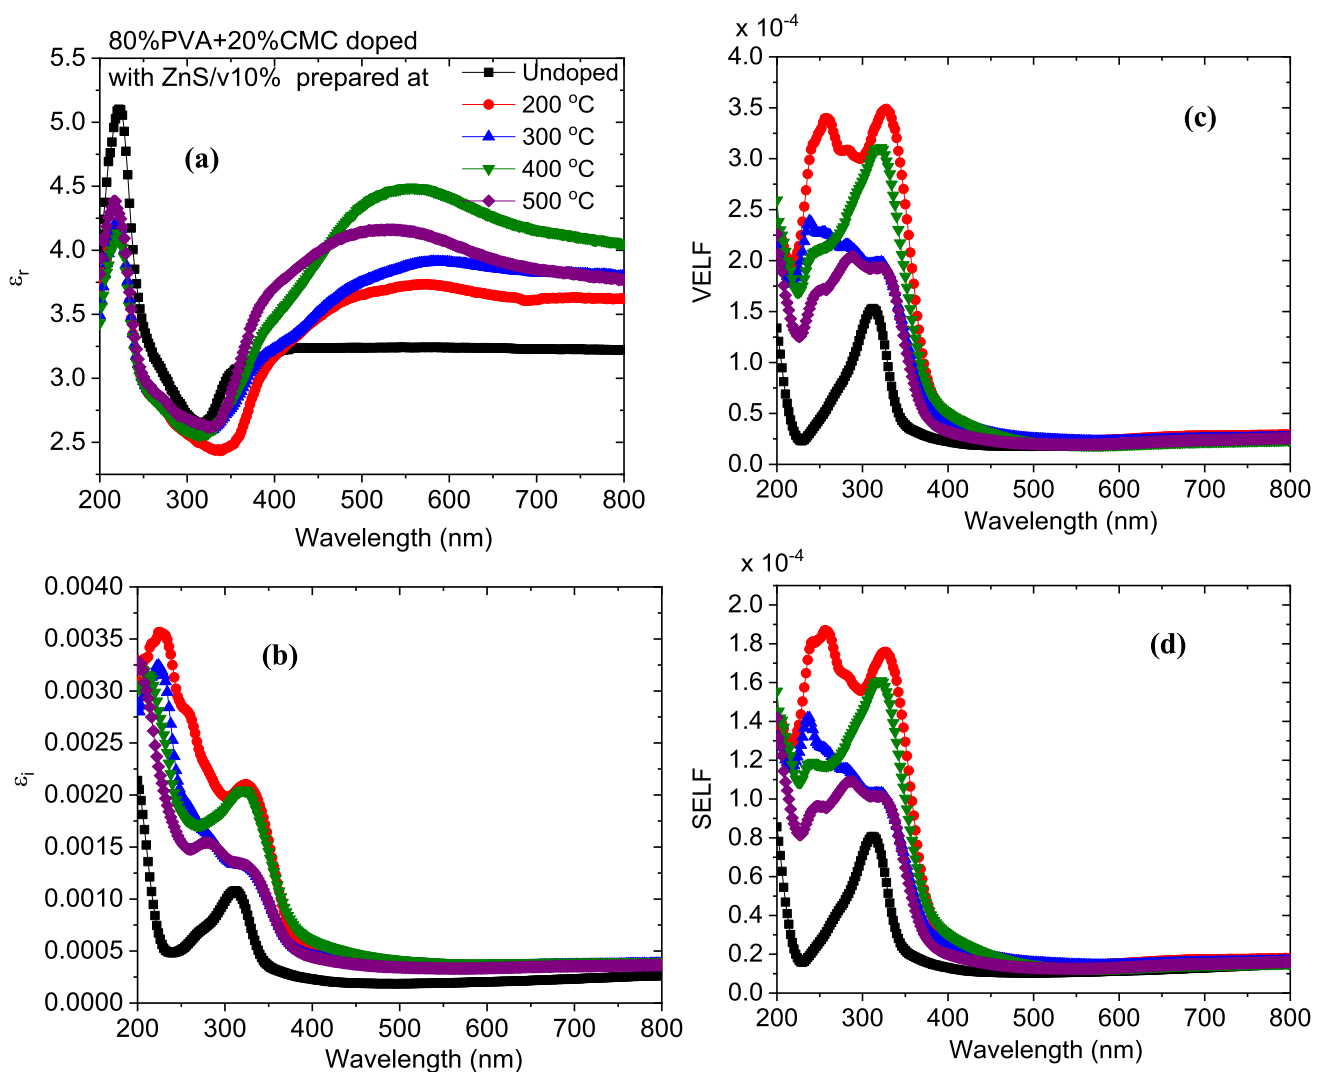 80%PVA+20%CMC doped
with ZnS/v10% prepared at
Undoped
200 °C
300 °C
400 °C
500 °C
(a)
5.5
5.0
4.5
4.0
3.5
3.0
2.5
εr
200 300 400 500 600 700 800
Wavelength (nm)
x 10-4
(c)
4.0
3.5
3.0
2.5
2.0
1.5
1.0
0.5
0.0
VELF
200 300 400 500 600 700 800
Wavelength (nm)
(b)
0.0040
0.0035
0.0030
0.0025
0.0020
0.0015
0.0010
0.0005
0.0000
εi
200 300 400 500 600 700 800
Wavelength (nm)
x 10-4
(d)
2.0
1.8
1.6
1.4
1.2
1.0
0.8
0.6
0.4
0.2
0.0
SELF
200 300 400 500 600 700 800
Wavelength (nm)